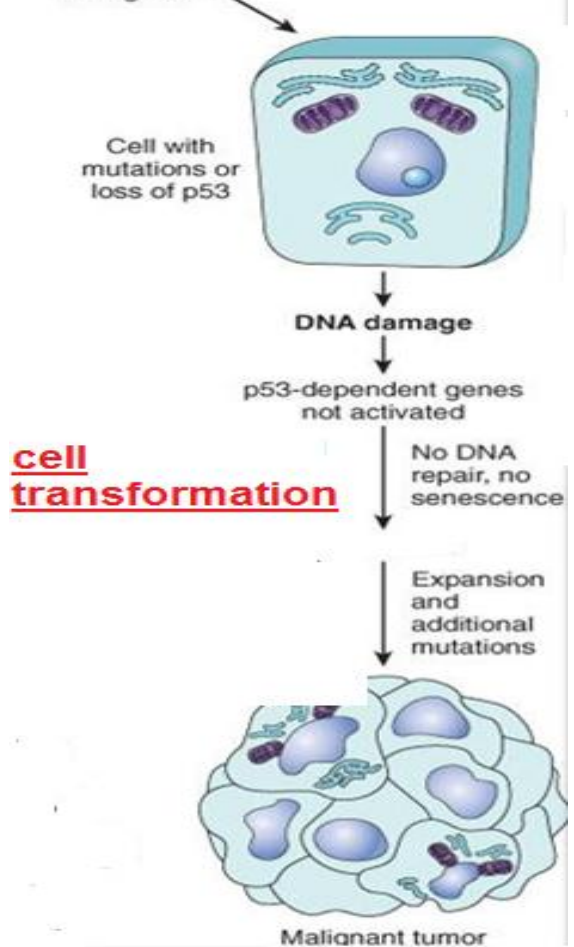 Cell with
mutations or
loss of p53
DNA damage
p53-dependent genes
not activated
cell
transformation
No DNA
repair, no
senescence
Expansion
and
additional
mutations
Malignant tumor